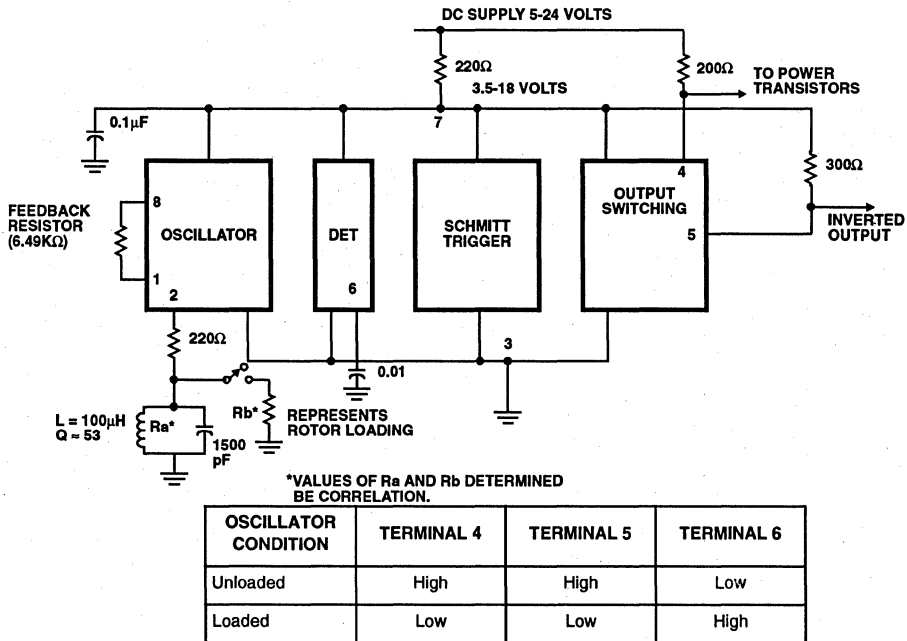 DC SUPPLY 5-24 VOLTS
220Ω
200Ω
TO POWER
TRANSISTORS
3.5-18 VOLTS
0.1µF
7
300Ω
FEEDBACK
RESISTOR
(6.49KΩ)
8
1
2
OSCILLATOR
DET
6
SCHMITT
TRIGGER
OUTPUT
SWITCHING
4
5
INVERTED
OUTPUT
220Ω
3
0.01
L = 100µH
Q ≈ 53
Ra*
1500
pF
Rb*
REPRESENTS
ROTOR LOADING
*VALUES OF Ra AND Rb DETERMINED
BE CORRELATION.
OSCILLATOR CONDITION TERMINAL 4 TERMINAL 5 TERMINAL 6
Unloaded High High Low
Loaded Low Low High